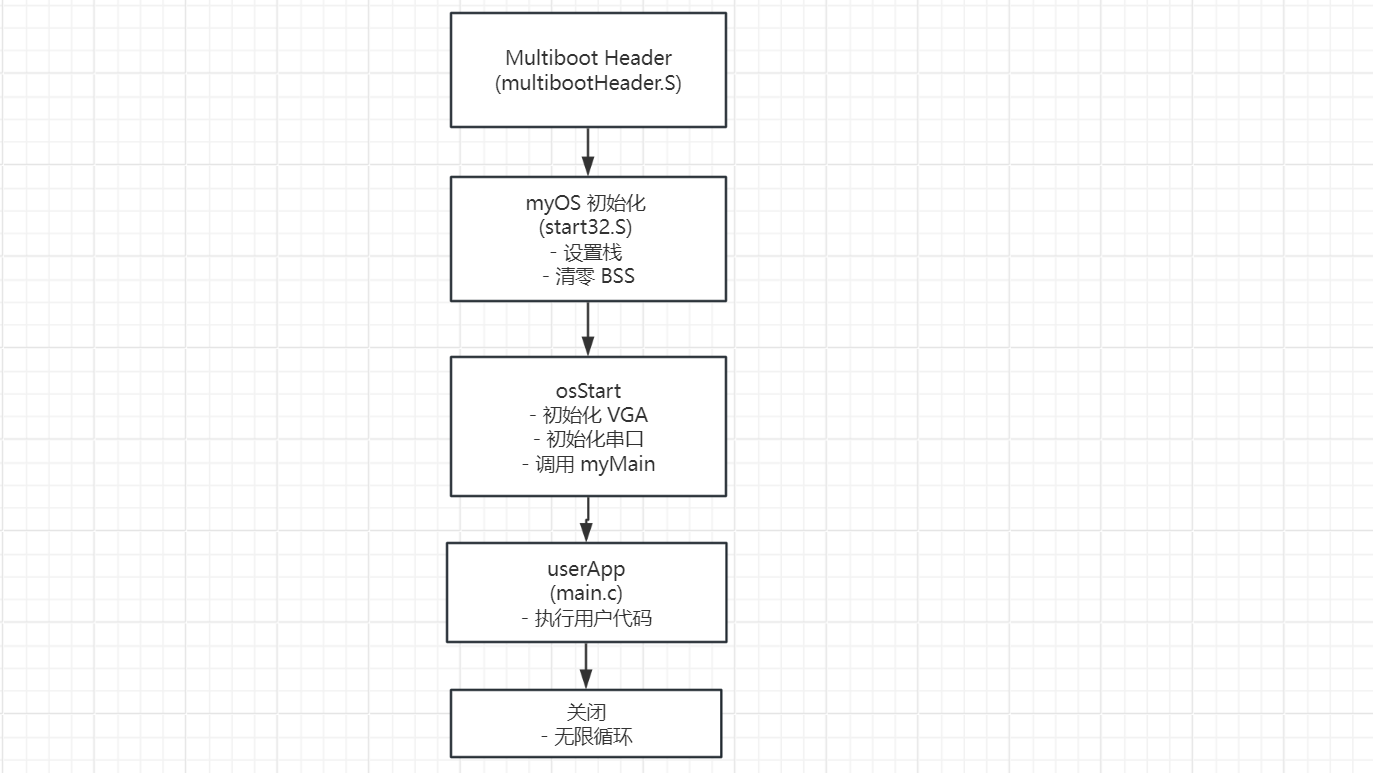 Multiboot Header
(multibootHeader.S)
myOS 初始化
(start32.S)
- 设置栈
- 清零 BSS
osStart
- 初始化 VGA
- 初始化串口
- 调用 myMain
userApp
(main.c)
- 执行用户代码
关闭
- 无限循环